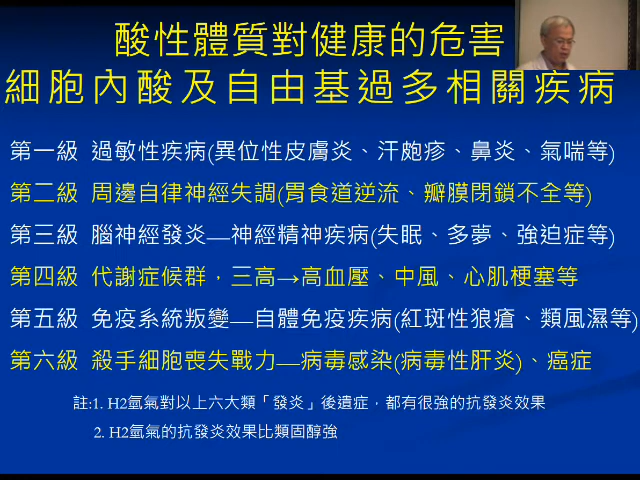 酸性體質對健康的危害
細胞內酸及自由基過多相關疾病
第一級 過敏性疾病(異位性皮膚炎、汗皰疹、鼻炎、氣喘等)
第二級 周邊自律神經失調(胃食道逆流、瓣膜閉鎖不全等)
第三級 腦神經發炎—神經精神疾病(失眠、多夢、強迫症等)
第四級 代謝症候群，三高→高血壓、中風、心肌梗塞等
第五級 免疫系統叛變—自體免疫疾病(紅斑性狼瘡、類風濕等)
第六級 殺手細胞喪失戰力—病毒感染(病毒性肝炎)、癌症
註:1. H2氫氣對以上六大類「發炎」後遺症，都有很強的抗發炎效果
2. H2氫氣的抗發炎效果比類固醇強